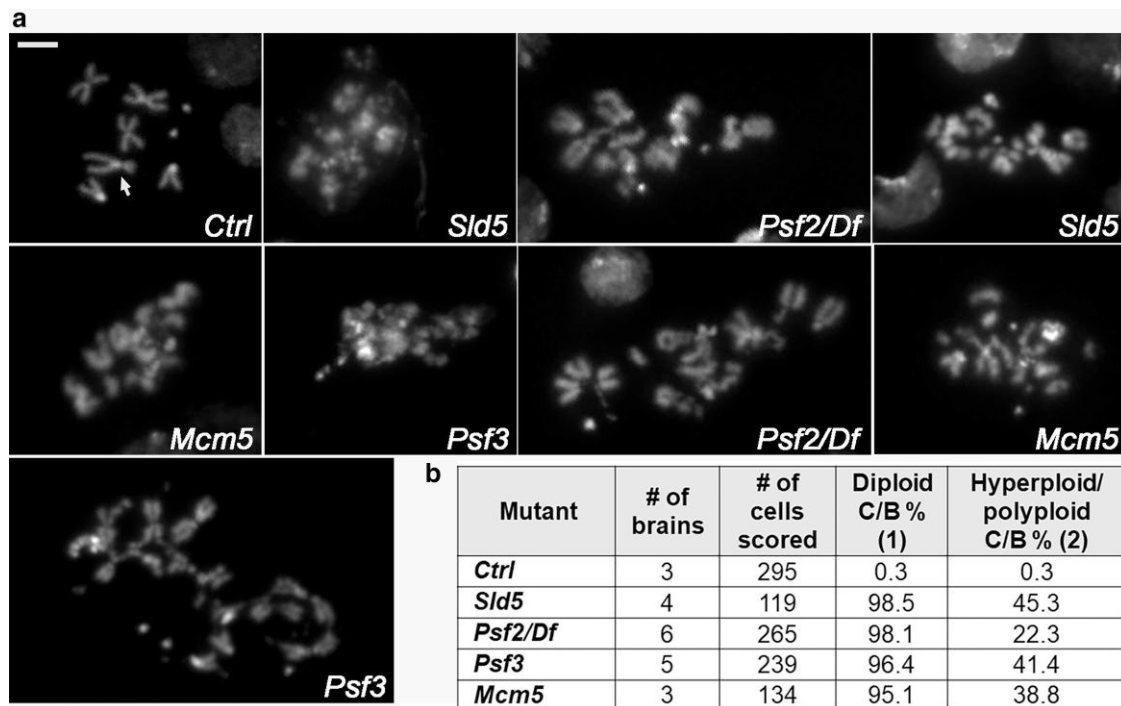 a
Ctrl
Sld5
Psf2/Df
Sld5
Mcm5
Psf3
Psf2/Df
Mcm5
Psf3
b
Mutant # of brains # of cells scored Diploid C/B % (1) Hyperploid/ polyploid C/B % (2)
Ctrl 3 295 0.3 0.3
Sld5 4 119 98.5 45.3
Psf2/Df 6 265 98.1 22.3
Psf3 5 239 96.4 41.4
Mcm5 3 134 95.1 38.8